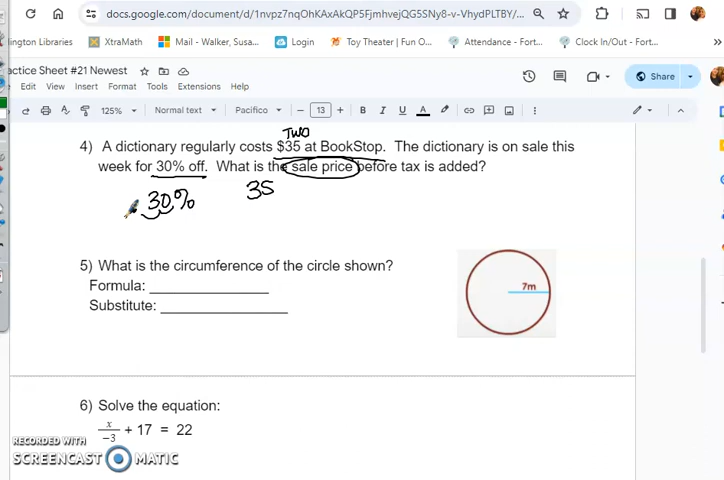 docs.google.com/document/d/1nvpz7nqOhKAxAkQP5FjmhvejQG5SNy8-v-VhydPLTBY/...
lington Libraries XtraMath Mail - Walker, Susa... Login Toy Theater | Fun O... Attendance - Fort... Clock In/Out - Fort...
actice Sheet #21 Newest
Edit View Insert Format Tools Extensions Help
Share
125% Normal text Pacifico 13 B I U A
TWO
4) A dictionary regularly costs $35 at BookStop. The dictionary is on sale this
week for 30% off. What is the sale price before tax is added?
30% 35
5) What is the circumference of the circle shown?
Formula: _______________
Substitute: ________________
7m
6) Solve the equation:
x/-3 + 17 = 22
RECORDED WITH
SCREENCAST MATIC